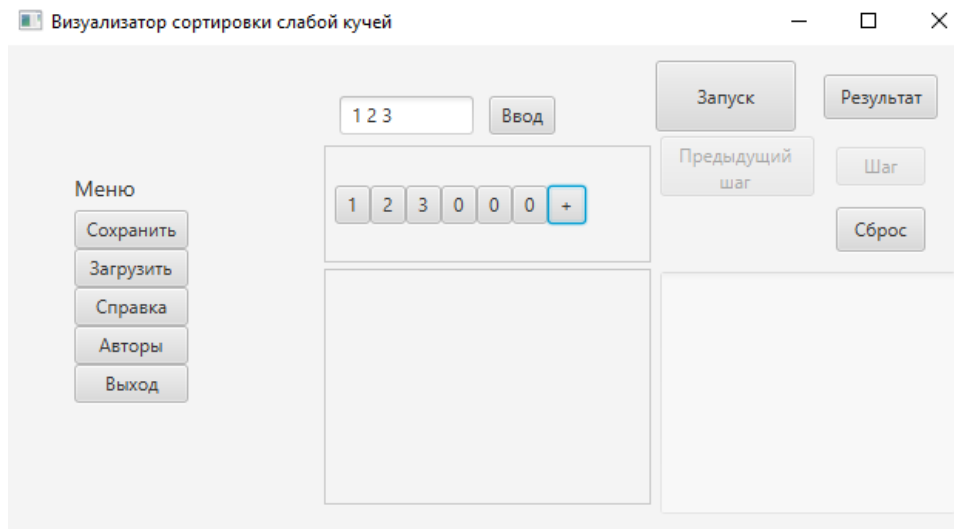 Визуализатор сортировки слабой кучей
1 2 3
Ввод
Запуск
Результат
Предыдущий
шаг
Шаг
Сброс
Меню
Сохранить
Загрузить
Справка
Авторы
Выход
1 2 3 0 0 0 +